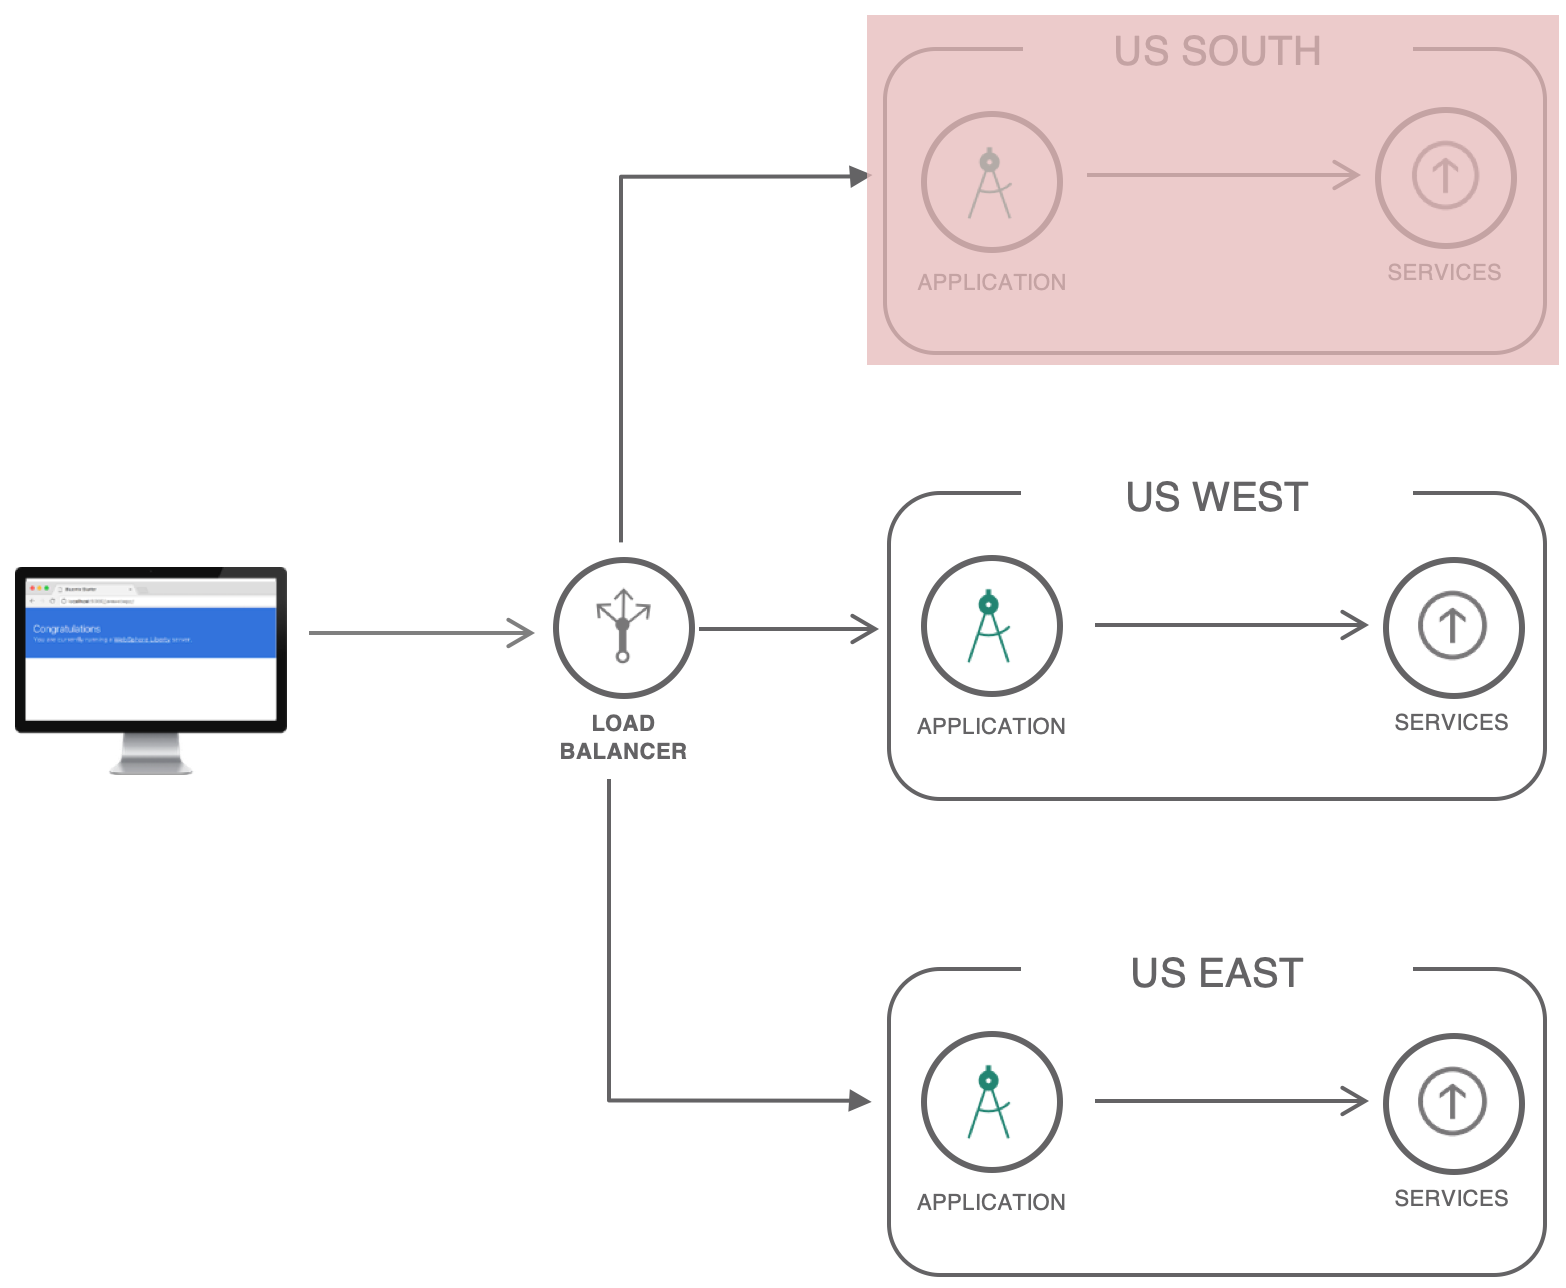 US SOUTH
APPLICATION
SERVICES
US WEST
Congratulations
You are currently running a WebSphere Liberty server.
LOAD
BALANCER
APPLICATION
SERVICES
US EAST
APPLICATION
SERVICES